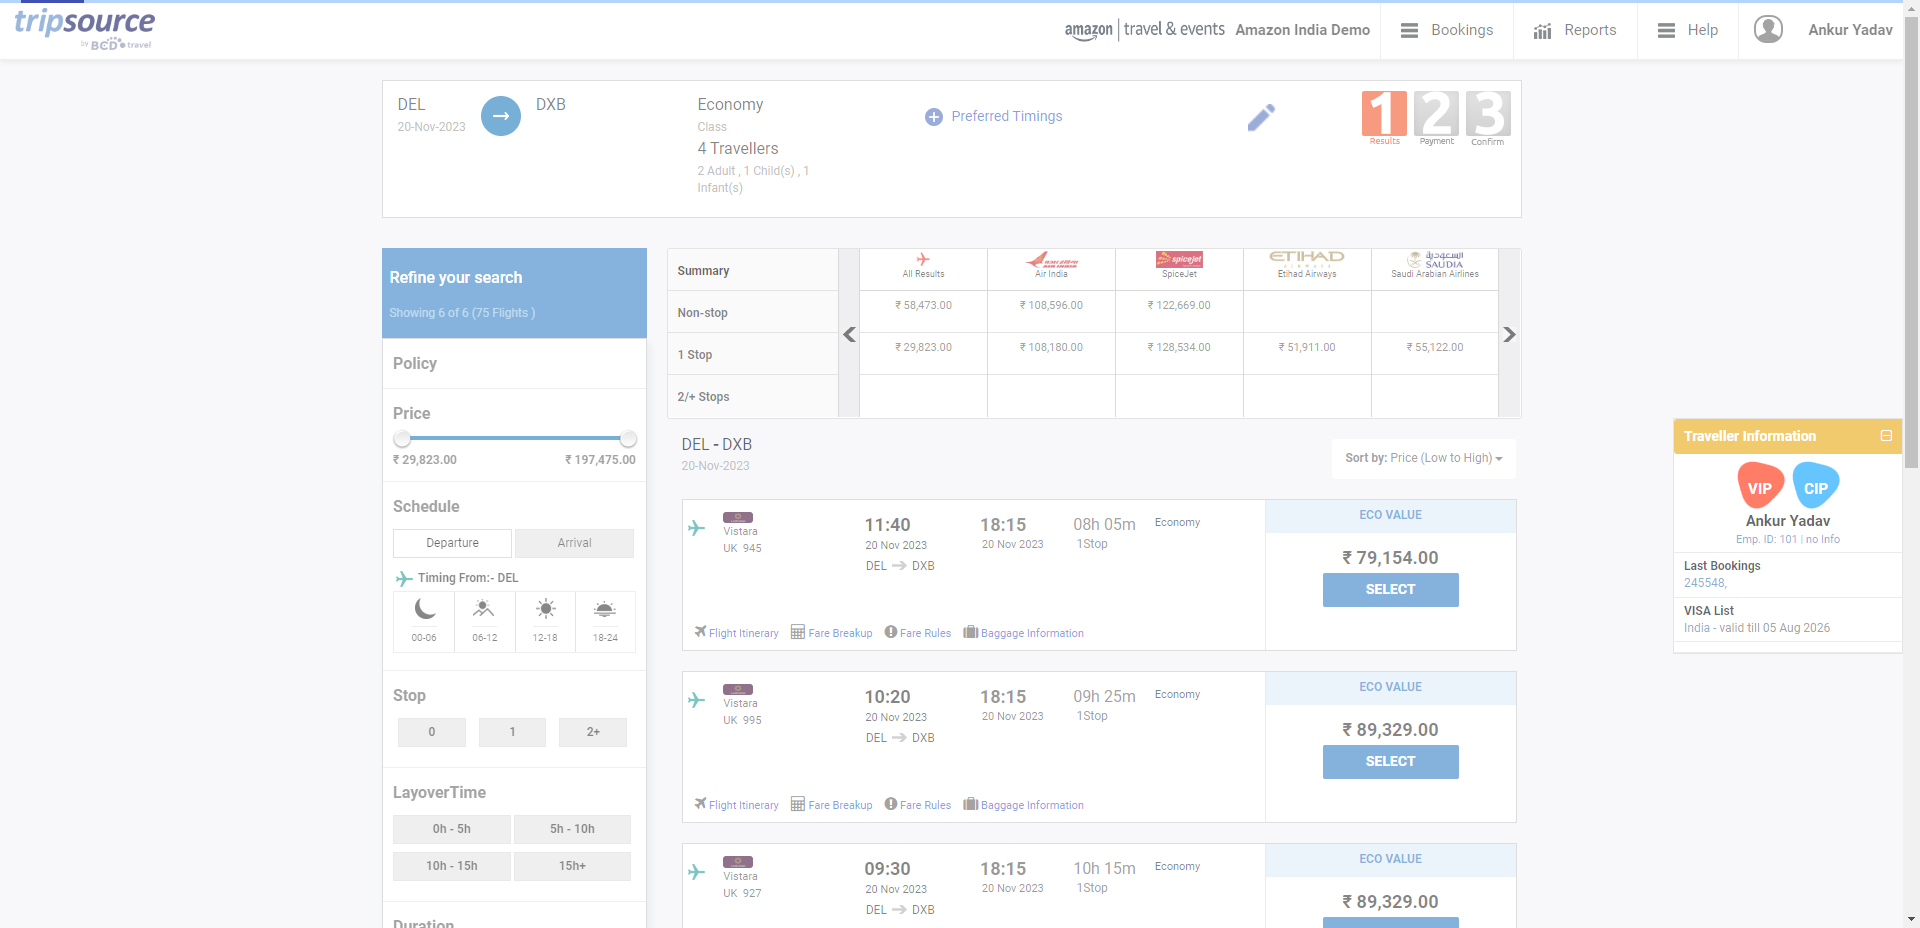 tripsource
by BCD travel
amazon travel & events
Amazon India Demo
Bookings
Reports
Help
Ankur Yadav
DEL
20-Nov-2023
DXB
Economy
Class
4 Travellers
2 Adult , 1 Child(s) , 1
Infant(s)
Preferred Timings
1 2 3
Results Payment Confirm
Refine your search
Showing 6 of 6 (75 Flights )
Policy
Price
₹ 29,823.00 ₹ 197,475.00
Schedule
Departure Arrival
Timing From:- DEL
00-06 06-12 12-18 18-24
Stop
0 1 2+
LayoverTime
0h - 5h 5h - 10h
10h - 15h 15h+
Duration
Summary
All Results
Air India
spicejet
SpiceJet
ETIHAD
AIRWAYS
Etihad Airways
السعودية
SAUDIA
Saudi Arabian Airlines
Non-stop ₹ 58,473.00 ₹ 108,596.00 ₹ 122,669.00
1 Stop ₹ 29,823.00 ₹ 108,180.00 ₹ 128,534.00 ₹ 51,911.00 ₹ 55,122.00
2/+ Stops
DEL - DXB
20-Nov-2023
Sort by: Price (Low to High)
Vistara
UK 945
11:40
20 Nov 2023
DEL DXB
18:15
20 Nov 2023
08h 05m
1Stop
Economy
ECO VALUE
₹ 79,154.00
SELECT
Flight Itinerary Fare Breakup Fare Rules Baggage Information
Vistara
UK 995
10:20
20 Nov 2023
DEL DXB
18:15
20 Nov 2023
09h 25m
1Stop
Economy
ECO VALUE
₹ 89,329.00
SELECT
Flight Itinerary Fare Breakup Fare Rules Baggage Information
Vistara
UK 927
09:30
20 Nov 2023
DEL DXB
18:15
20 Nov 2023
10h 15m
1Stop
Economy
ECO VALUE
₹ 89,329.00
Traveller Information
VIP CIP
Ankur Yadav
Emp. ID: 101 | no Info
Last Bookings
245548,
VISA List
India - valid till 05 Aug 2026